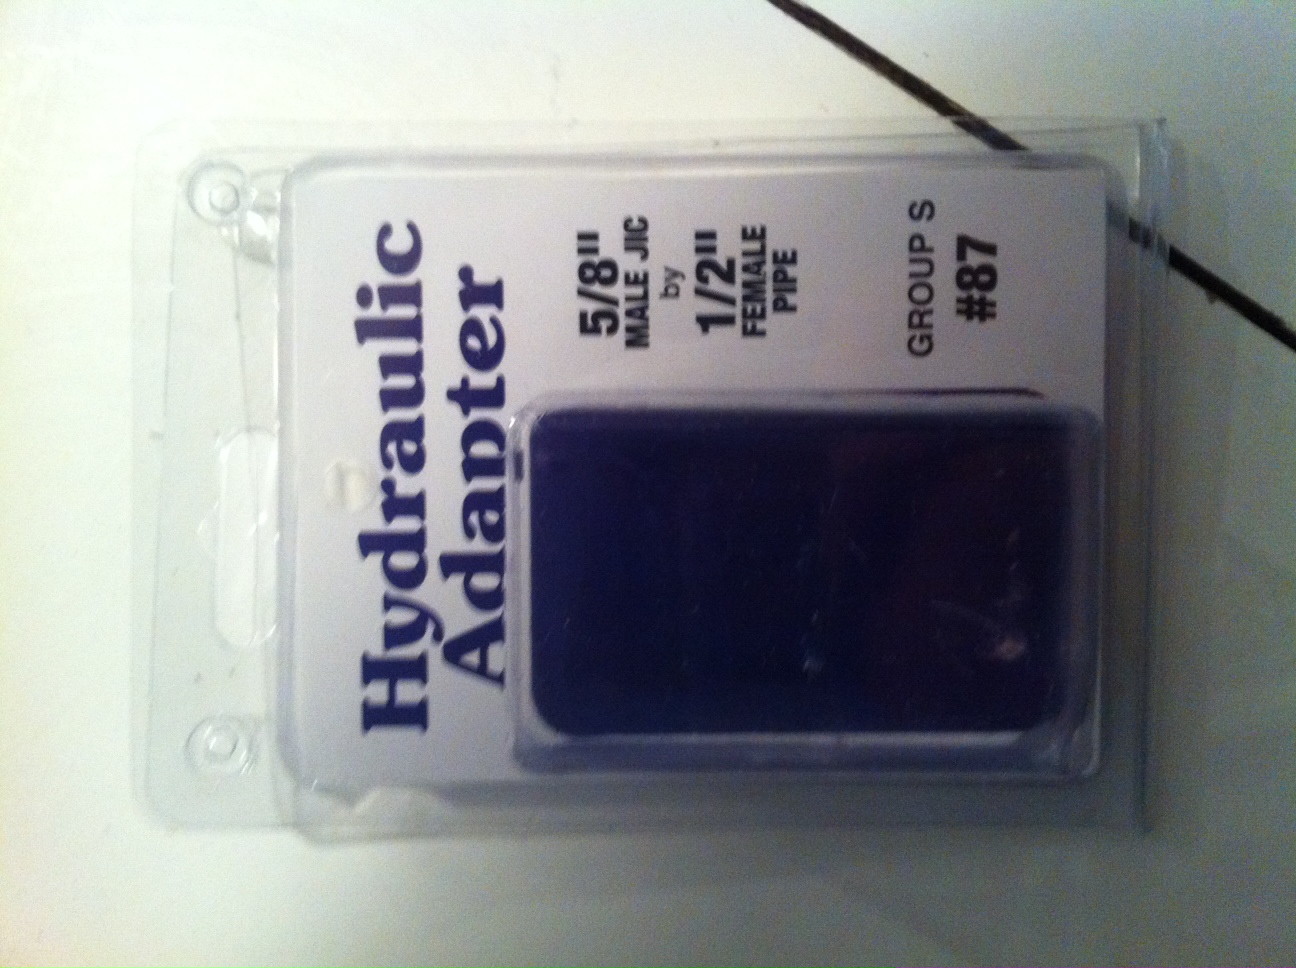 Hydraulic
Adapter
5/8"
MALE JIC
by
1/2"
FEMALE
PIPE
GROUP S
#87